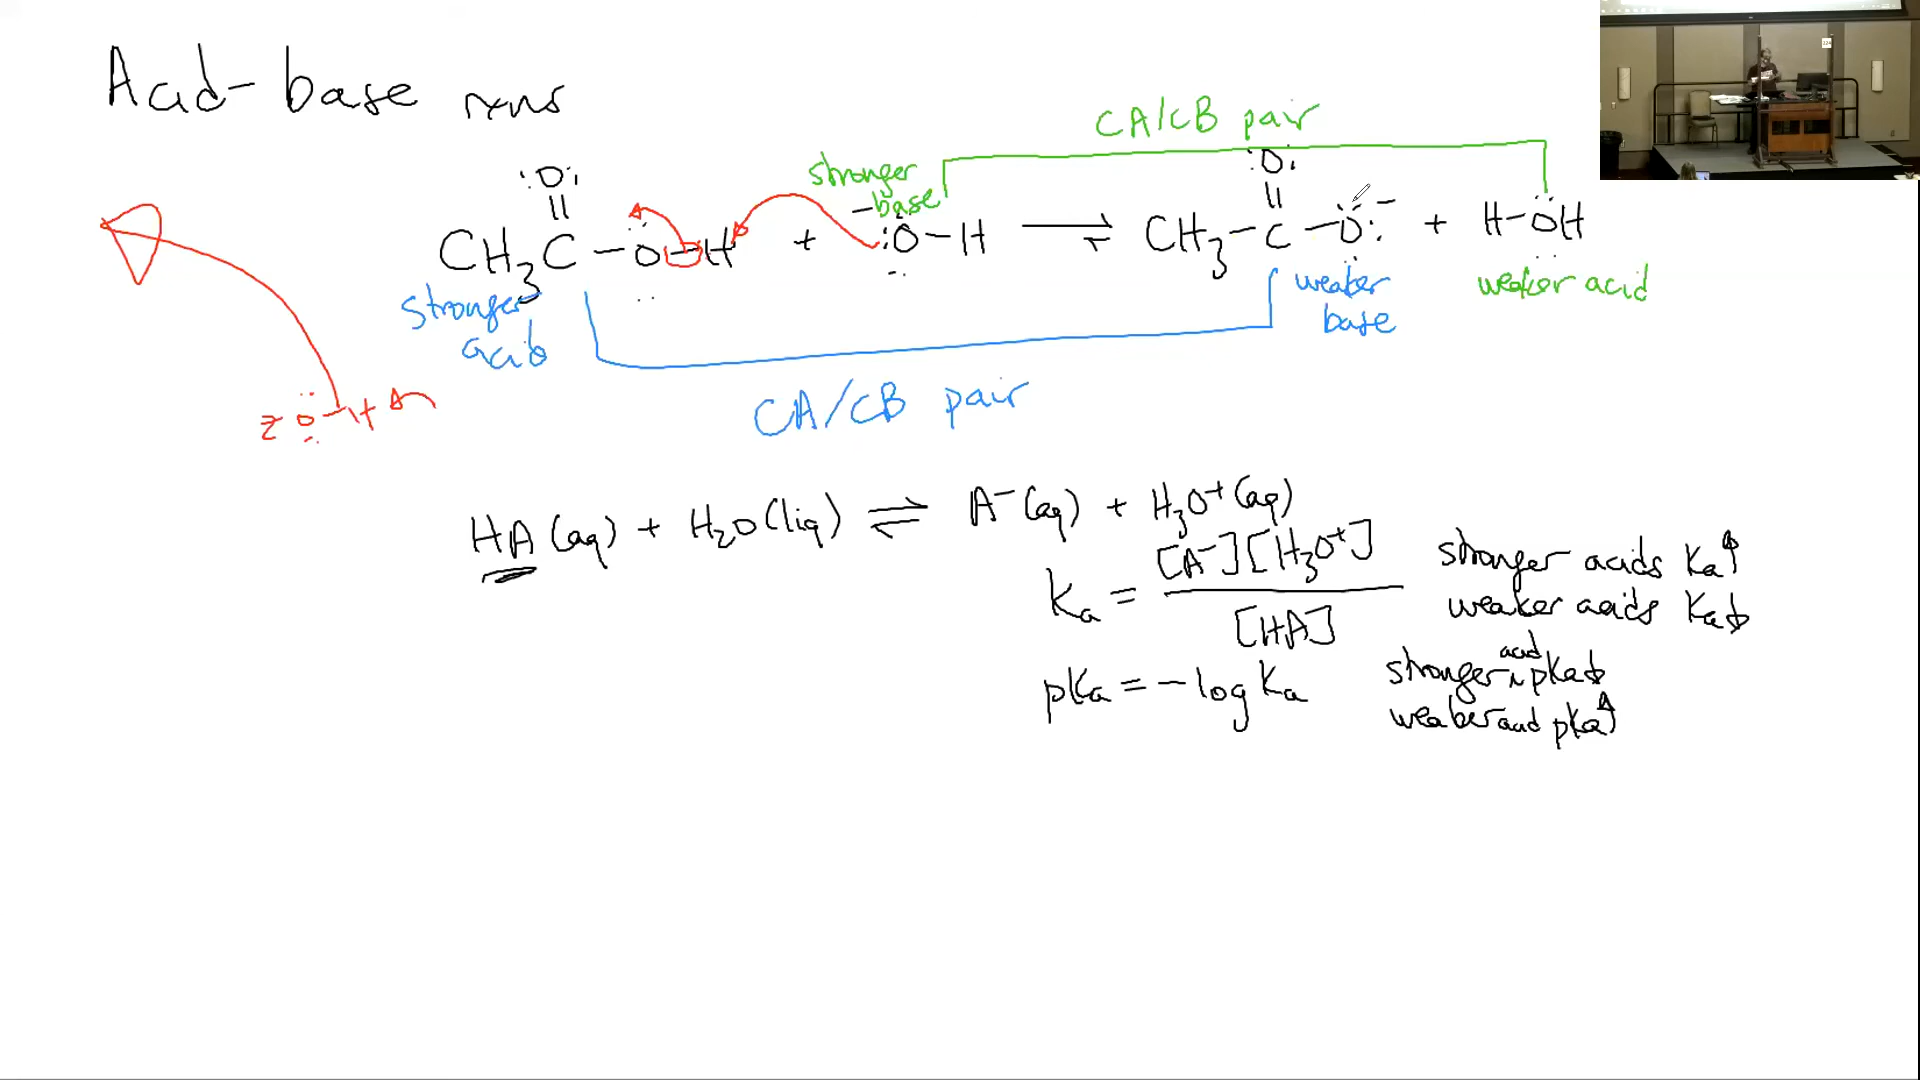 Acid-base rxns
CA/CB pair
stronger
base
:O:
||
CH3C-O-H + -:O-H ⇌ CH3-C-O:- + H-OH
:O:
||
stronger
acid
weaker
base
weaker acid
CA/CB pair
Z O-H
HA(aq) + H2O(liq) ⇌ A-(aq) + H3O+(aq)
Ka = [A-][H3O+]
[HA]
stronger acids Ka↑
weaker acids Ka↓
pKa = -log Ka
stronger acid pKa↓
weaker acid pKa↑